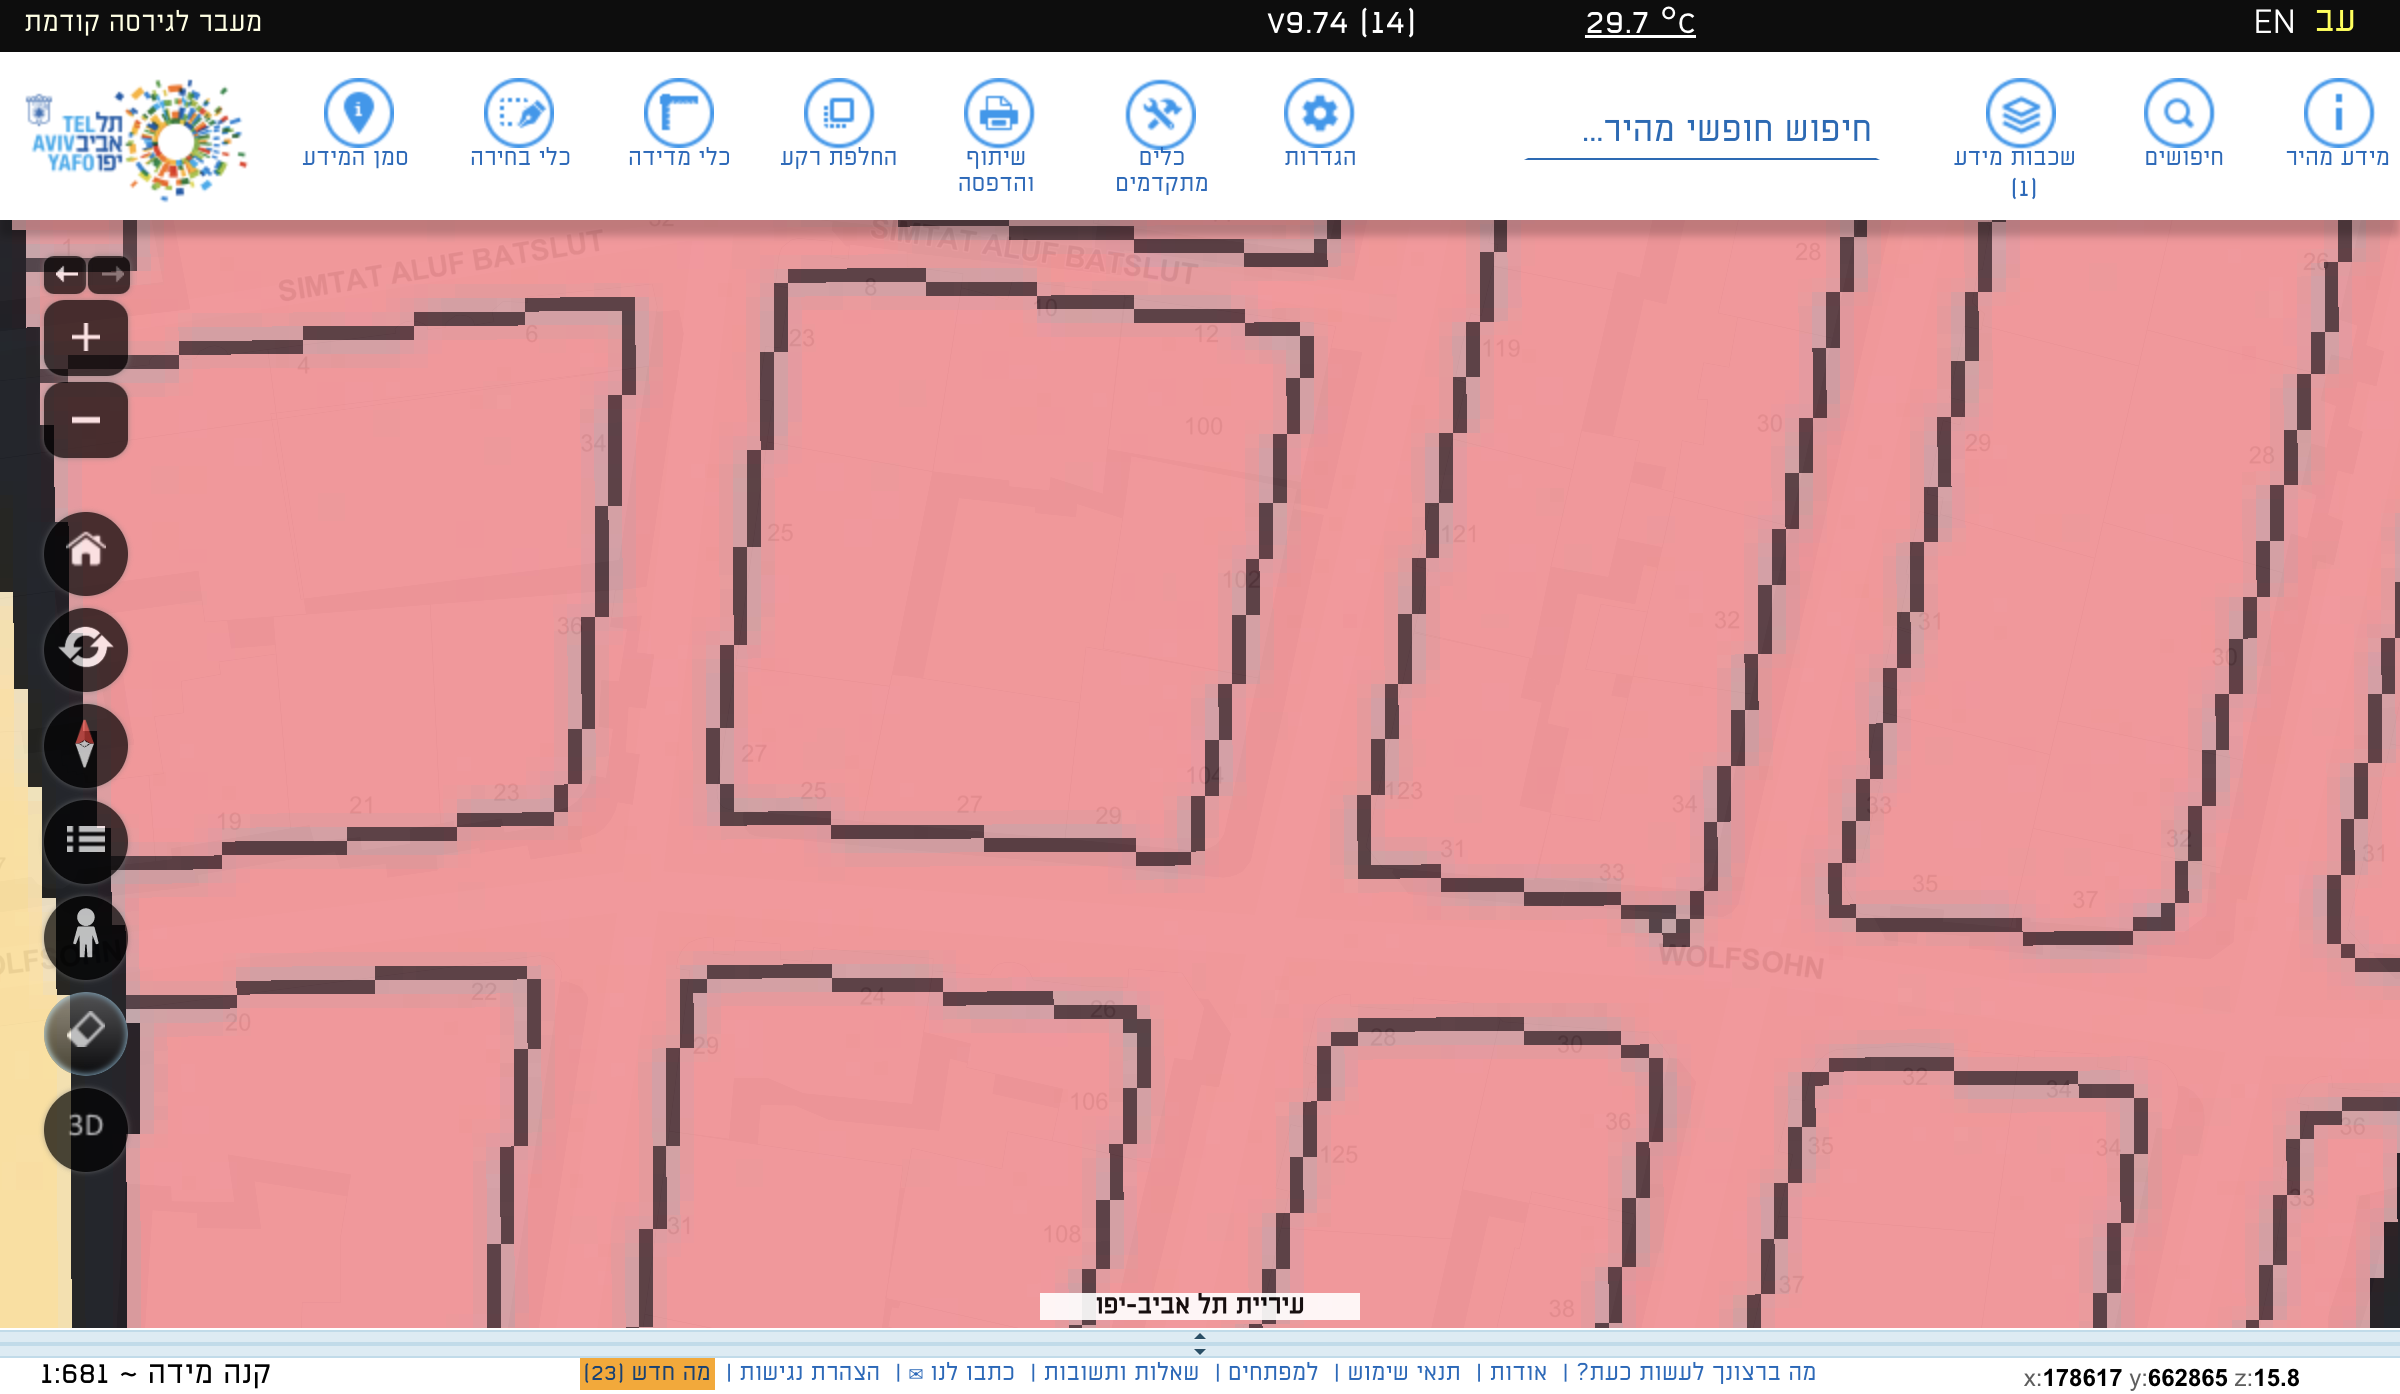 עב EN
29.7 °C
V9.74 (14)
מעבר לגירסה קודמת
מידע מהיר
חיפושים
שכבות מידע
(1)
חיפוש חופשי מהיר...
הגדרות
כלים
מתקדמים
שיתוף
והדפסה
החלפת רקע
כלי מדידה
כלי בחירה
סמן המידע
תל
אביב
יפו
TEL
AVIV
YAFO
SIMTAT ALUF BATSLUT
SIMTAT ALUF BATSLUT
1
8
10
12
28
26
4
6
23
119
34
100
30
29
28
25
121
102
36
32
31
30
27
104
123
34
33
32
31
19
21
23
25
27
29
31
33
35
37
WOLFSOHN
20
22
24
26
28
30
32
34
36
29
106
125
36
35
34
33
31
108
38
37
3D
עיריית תל אביב-יפו
מה ברצונך לעשות כעת? | אודות | תנאי שימוש | למפתחים | שאלות ותשובות | כתבו לנו ✉ | הצהרת נגישות | מה חדש (23)
קנה מידה ~ 1:681
x:178617 y:662865 z:15.8